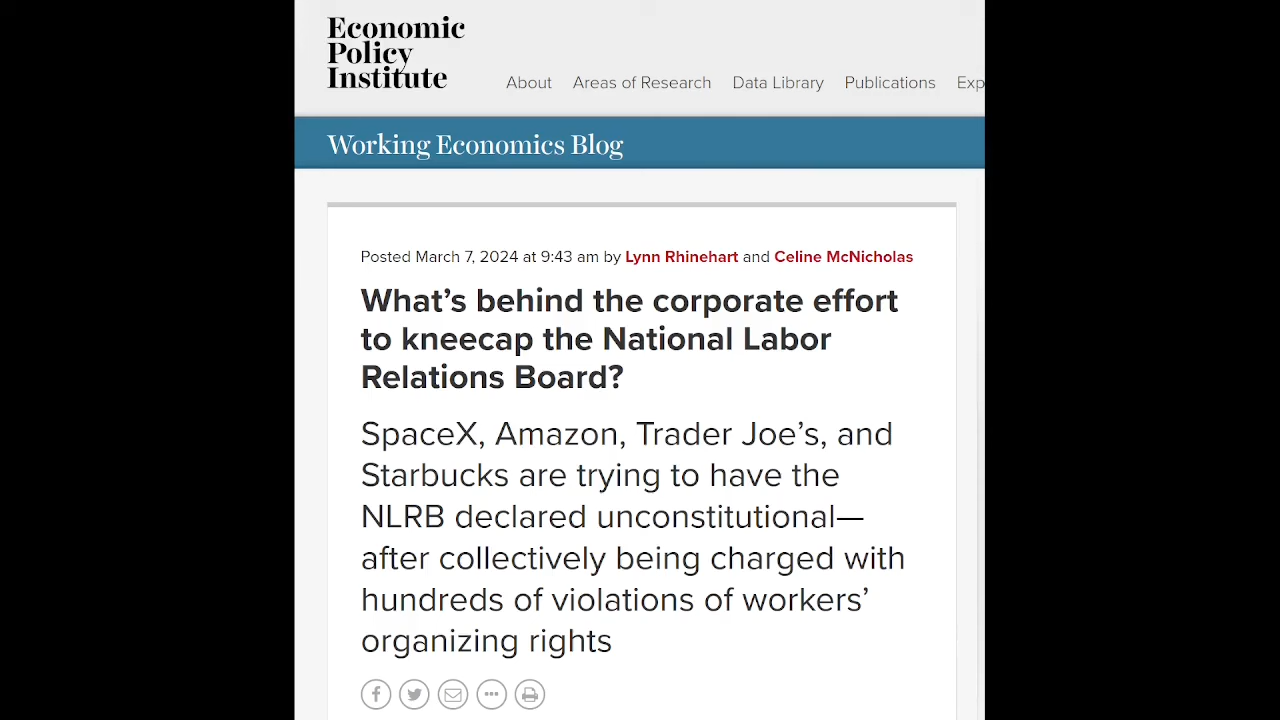 Economic
Policy
Institute
About Areas of Research Data Library Publications Exp
Working Economics Blog
Posted March 7, 2024 at 9:43 am by Lynn Rhinehart and Celine McNicholas
What’s behind the corporate effort
to kneecap the National Labor
Relations Board?
SpaceX, Amazon, Trader Joe’s, and
Starbucks are trying to have the
NLRB declared unconstitutional—
after collectively being charged with
hundreds of violations of workers’
organizing rights